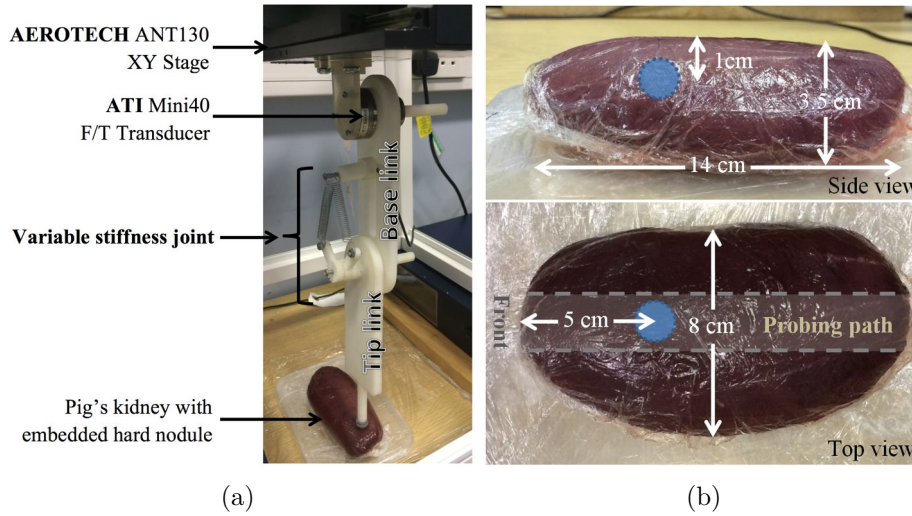 AEROTECH ANT130
XY Stage
ATI Mini40
F/T Transducer
Variable stiffness joint
Pig's kidney with
embedded hard nodule
Base link
Tip link
(a)
1cm
3.5 cm
14 cm
Side view
Front
5 cm
8 cm
Probing path
Top view
(b)